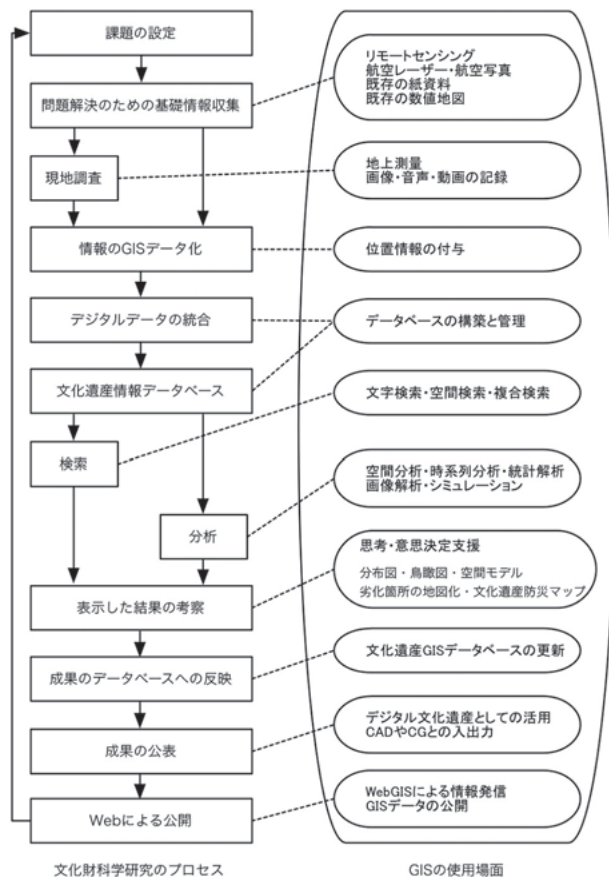 課題の設定
問題解決のための基礎情報収集
現地調査
情報のGISデータ化
デジタルデータの統合
文化遺産情報データベース
検索
分析
表示した結果の考察
成果のデータベースへの反映
成果の公表
Webによる公開
文化財科学研究のプロセス
リモートセンシング
航空レーザー・航空写真
既存の紙資料
既存の数値地図
地上測量
画像・音声・動画の記録
位置情報の付与
データベースの構築と管理
文字検索・空間検索・複合検索
空間分析・時系列分析・統計解析
画像解析・シミュレーション
思考・意思決定支援
分布図・鳥瞰図・空間モデル
劣化箇所の地図化・文化遺産防災マップ
文化遺産GISデータベースの更新
デジタル文化遺産としての活用
CADやCGとの入出力
WebGISによる情報発信
GISデータの公開
GISの使用場面